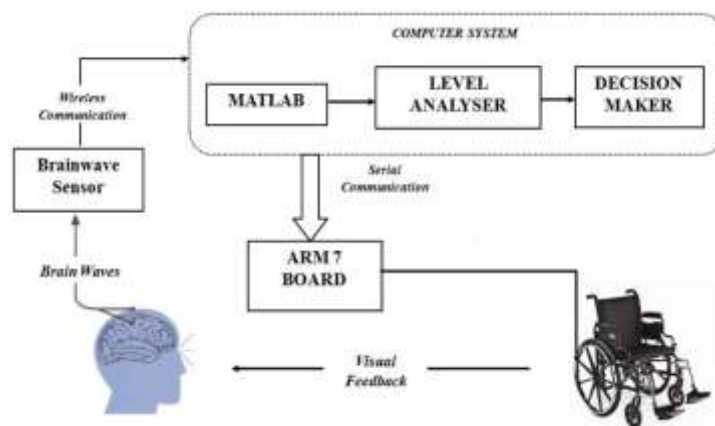 COMPUTER SYSTEM
MATLAB
LEVEL
ANALYSER
DECISION
MAKER
Wireless
Communication
Brainwave
Sensor
Serial
Communication
Brain Waves
ARM 7
BOARD
Visual
Feedback